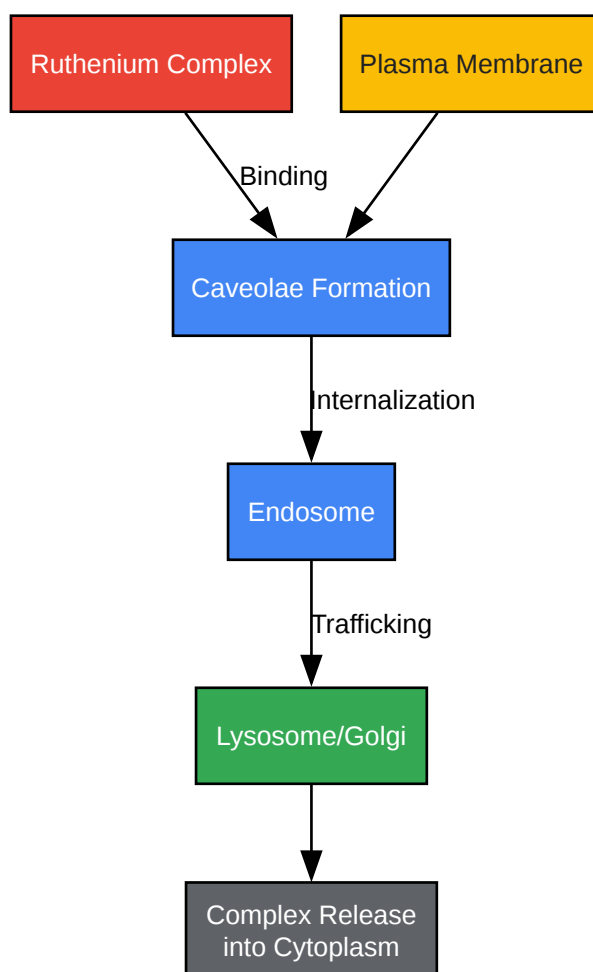 Ruthenium Complex
Plasma Membrane
Binding
Caveolae Formation
Internalization
Endosome
Trafficking
Lysosome/Golgi
Complex Release
into Cytoplasm